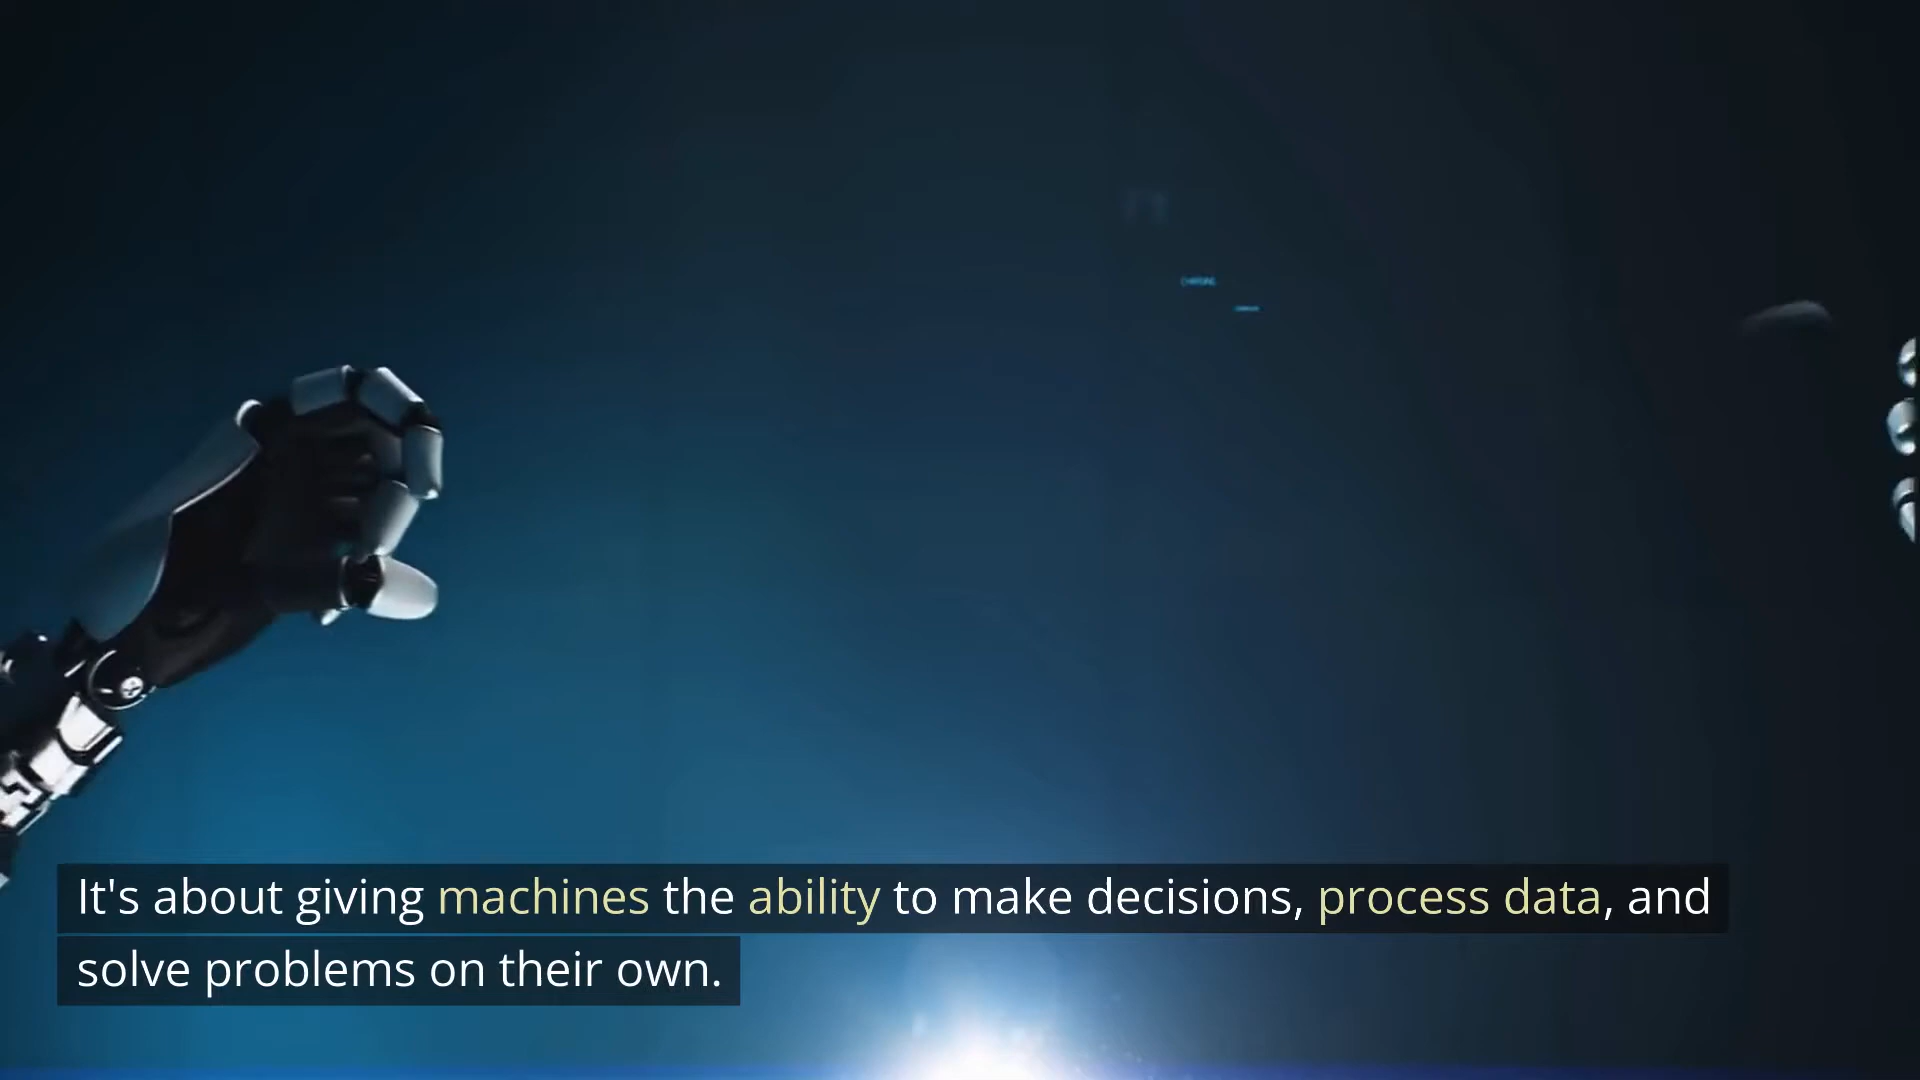 It's about giving machines the ability to make decisions, process data, and
solve problems on their own.